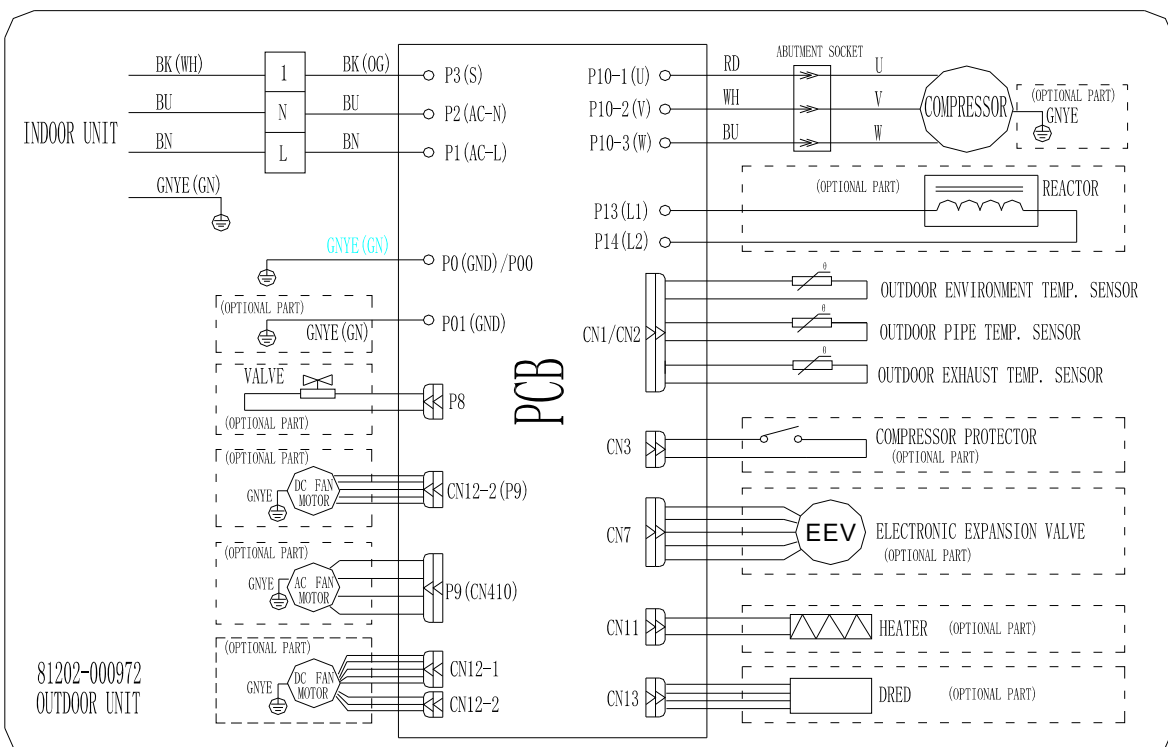 BK(WH)
1
BK(OG)
P3(S)
BU
N
BU
P2(AC-N)
INDOOR UNIT
BN
L
BN
P1(AC-L)
GNYE(GN)
GNYE(GN)
P0(GND)/P00
(OPTIONAL PART)
GNYE(GN)
P01(GND)
VALVE
P8
(OPTIONAL PART)
(OPTIONAL PART)
GNYE
DC FAN
MOTOR
CN12-2(P9)
(OPTIONAL PART)
GNYE
AC FAN
MOTOR
P9(CN410)
(OPTIONAL PART)
GNYE
DC FAN
MOTOR
CN12-1
CN12-2
81202-000972
OUTDOOR UNIT
PCB
ABUTMENT SOCKET
P10-1(U)
RD
U
P10-2(V)
WH
V
COMPRESSOR
(OPTIONAL PART)
GNYE
P10-3(W)
BU
W
(OPTIONAL PART)
REACTOR
P13(L1)
P14(L2)
CN1/CN2
θ
OUTDOOR ENVIRONMENT TEMP. SENSOR
θ
OUTDOOR PIPE TEMP. SENSOR
θ
OUTDOOR EXHAUST TEMP. SENSOR
CN3
COMPRESSOR PROTECTOR
(OPTIONAL PART)
CN7
EEV
ELECTRONIC EXPANSION VALVE
(OPTIONAL PART)
CN11
HEATER (OPTIONAL PART)
CN13
DRED (OPTIONAL PART)